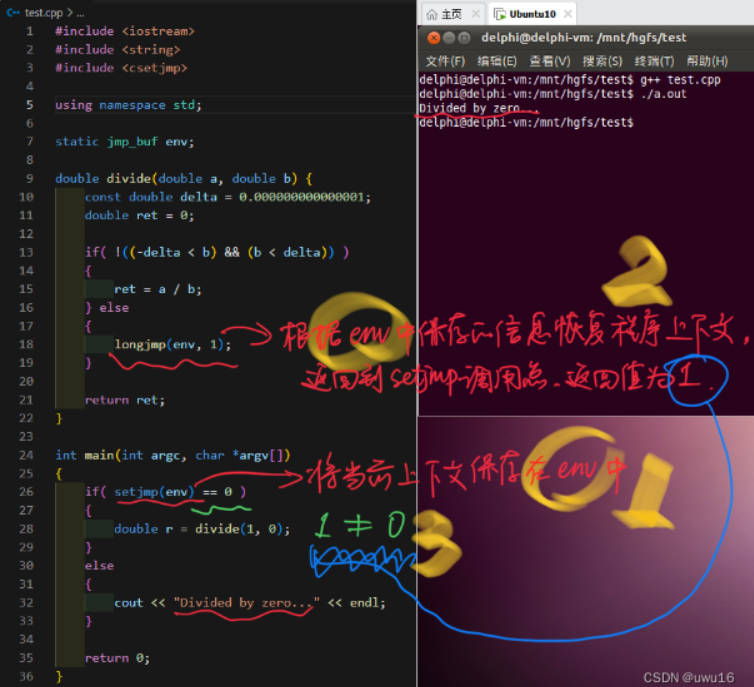 test.cpp > ...
1 #include <iostream>
2 #include <string>
3 #include <csetjmp>
4
5 using namespace std;
6
7 static jmp_buf env;
8
9 double divide(double a, double b) {
10 const double delta = 0.000000000000001;
11 double ret = 0;
12
13 if( !((-delta < b) && (b < delta)) )
14 {
15 ret = a / b;
16 } else
17 {
18 longjmp(env, 1);
19 }
20
21 return ret;
22 }
23
24 int main(int argc, char *argv[])
25 {
26 if( setjmp(env) == 0 )
27 {
28 double r = divide(1, 0);
29 }
30 else
31 {
32 cout << "Divided by zero..." << endl;
33 }
34
35 return 0;
36 }
主页 Ubuntu10
delphi@delphi-vm: /mnt/hgfs/test
文件(F) 编辑(E) 查看(V) 搜索(S) 终端(T) 帮助(H)
delphi@delphi-vm:/mnt/hgfs/test$ g++ test.cpp
delphi@delphi-vm:/mnt/hgfs/test$ ./a.out
Divided by zero...
delphi@delphi-vm:/mnt/hgfs/test$
2
根据env中保存的信息恢复程序上下文，
返回到setjmp调用点、返回值为1.
将当前上下文保存在env中
01
1 ≠ 0
3
CSDN @uwu16